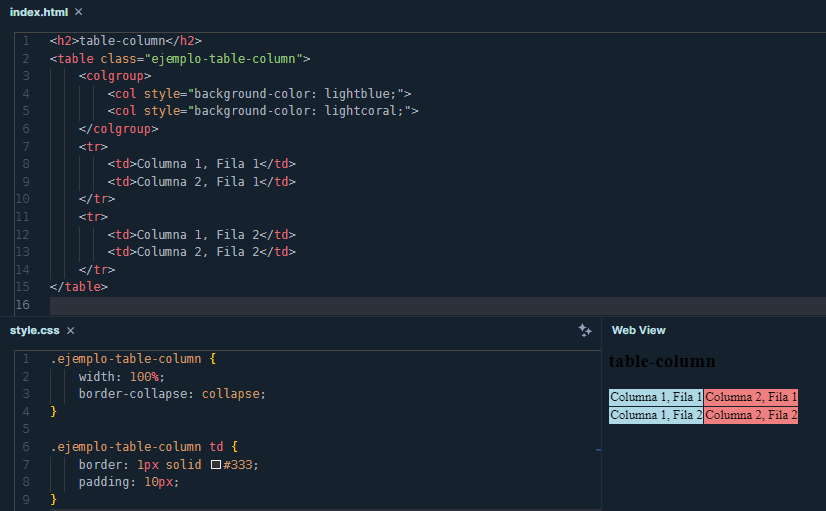 index.html ×
1 <h2>table-column</h2>
2 <table class="ejemplo-table-column">
3 <colgroup>
4 <col style="background-color: lightblue;">
5 <col style="background-color: lightcoral;">
6 </colgroup>
7 <tr>
8 <td>Columna 1, Fila 1</td>
9 <td>Columna 2, Fila 1</td>
10 </tr>
11 <tr>
12 <td>Columna 1, Fila 2</td>
13 <td>Columna 2, Fila 2</td>
14 </tr>
15 </table>
16
style.css ×
1 .ejemplo-table-column {
2 width: 100%;
3 border-collapse: collapse;
4 }
5
6 .ejemplo-table-column td {
7 border: 1px solid #333;
8 padding: 10px;
9 }
Web View
table-column
Columna 1, Fila 1 Columna 2, Fila 1
Columna 1, Fila 2 Columna 2, Fila 2